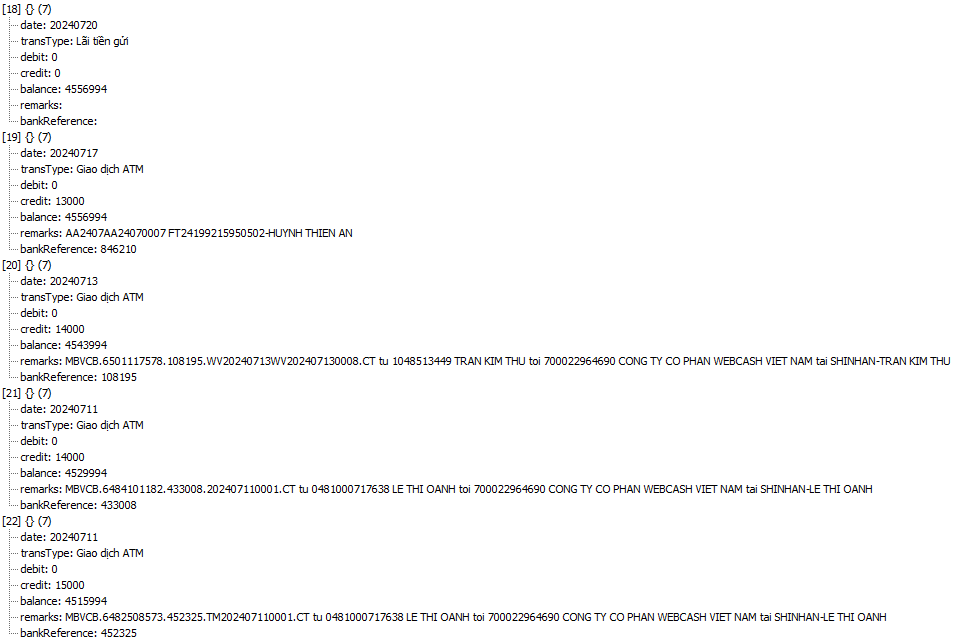 [18] {} (7)
date: 20240720
transType: Lãi tiền gửi
debit: 0
credit: 0
balance: 4556994
remarks:
bankReference:
[19] {} (7)
date: 20240717
transType: Giao dịch ATM
debit: 0
credit: 13000
balance: 4556994
remarks: AA2407AA24070007 FT24199215950502-HUYNH THIEN AN
bankReference: 846210
[20] {} (7)
date: 20240713
transType: Giao dịch ATM
debit: 0
credit: 14000
balance: 4543994
remarks: MBVCB.6501117578.108195.WV20240713WV202407130008.CT tu 1048513449 TRAN KIM THU toi 700022964690 CONG TY CO PHAN WEBCASH VIET NAM tai SHINHAN-TRAN KIM THU
bankReference: 108195
[21] {} (7)
date: 20240711
transType: Giao dịch ATM
debit: 0
credit: 14000
balance: 4529994
remarks: MBVCB.6484101182.433008.202407110001.CT tu 0481000717638 LE THI OANH toi 700022964690 CONG TY CO PHAN WEBCASH VIET NAM tai SHINHAN-LE THI OANH
bankReference: 433008
[22] {} (7)
date: 20240711
transType: Giao dịch ATM
debit: 0
credit: 15000
balance: 4515994
remarks: MBVCB.6482508573.452325.TM202407110001.CT tu 0481000717638 LE THI OANH toi 700022964690 CONG TY CO PHAN WEBCASH VIET NAM tai SHINHAN-LE THI OANH
bankReference: 452325